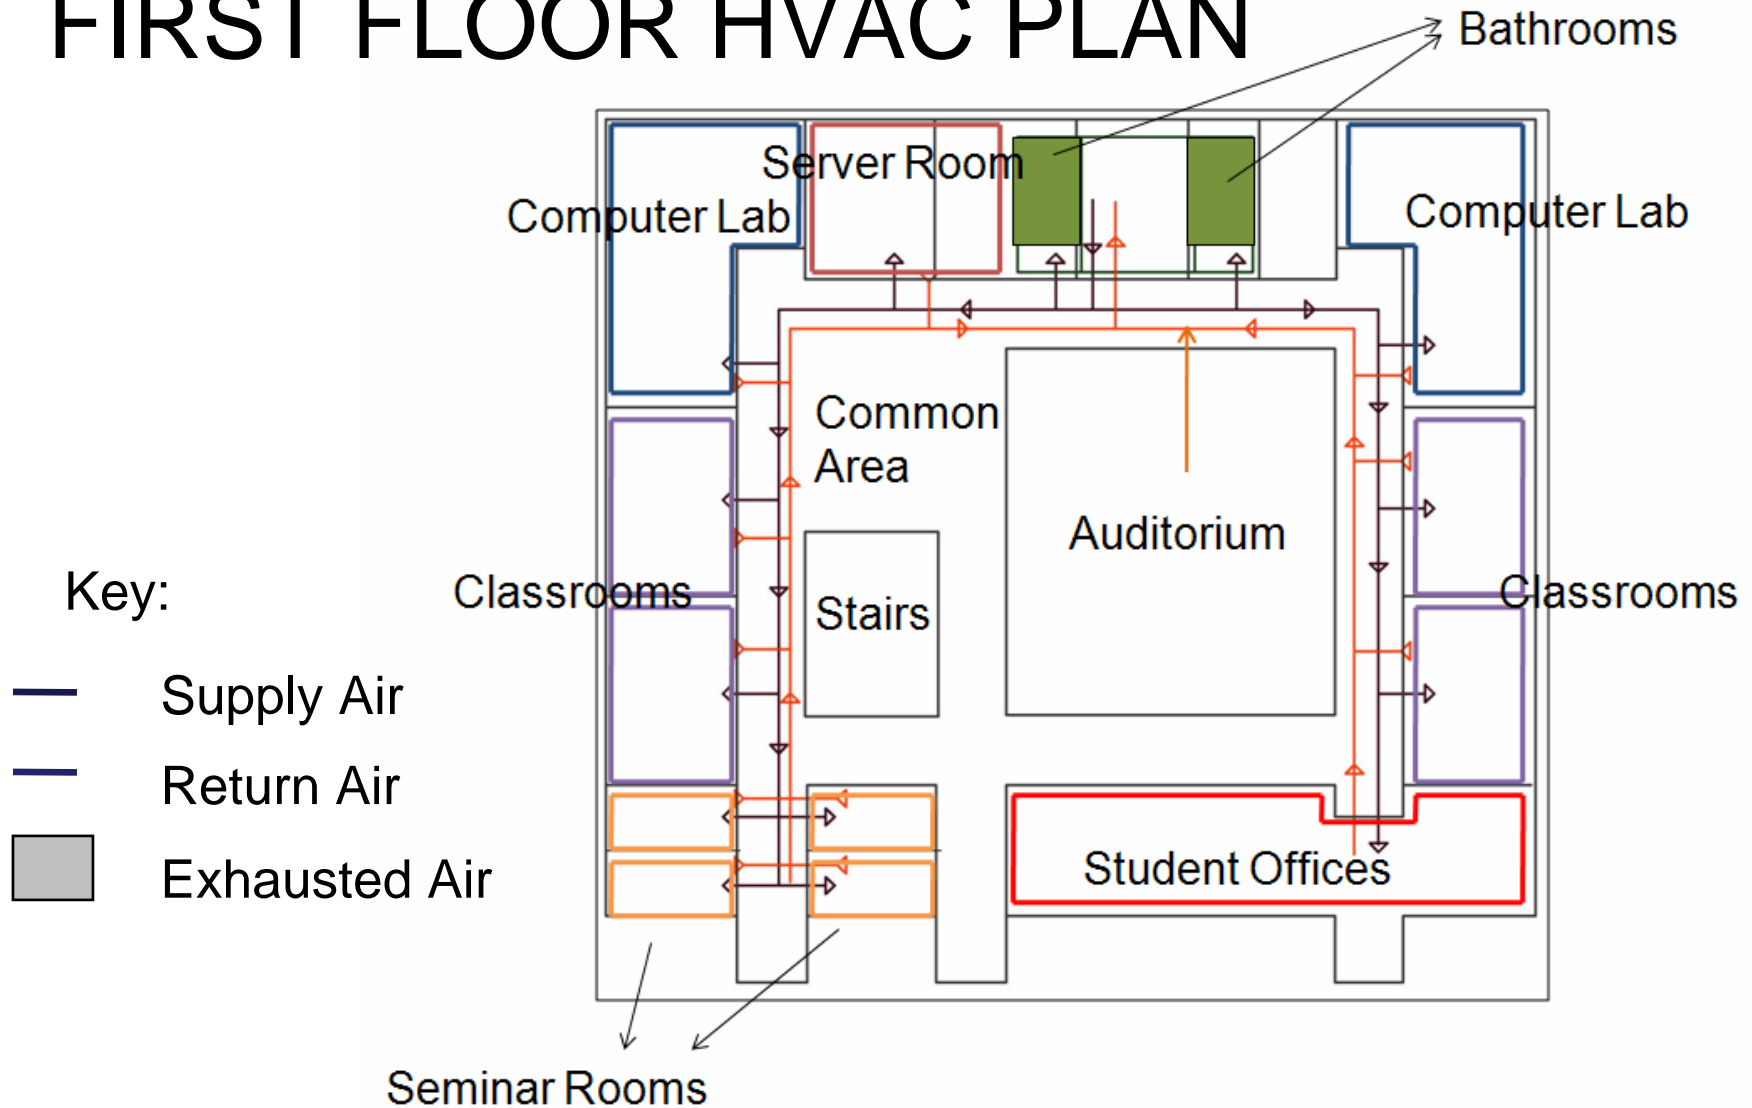 FIRST FLOOR HVAC PLAN
Bathrooms
Server Room
Computer Lab
Computer Lab
Common
Area
Auditorium
Key:
Classrooms
Classrooms
Stairs
Supply Air
Return Air
Student Offices
Exhausted Air
Seminar Rooms